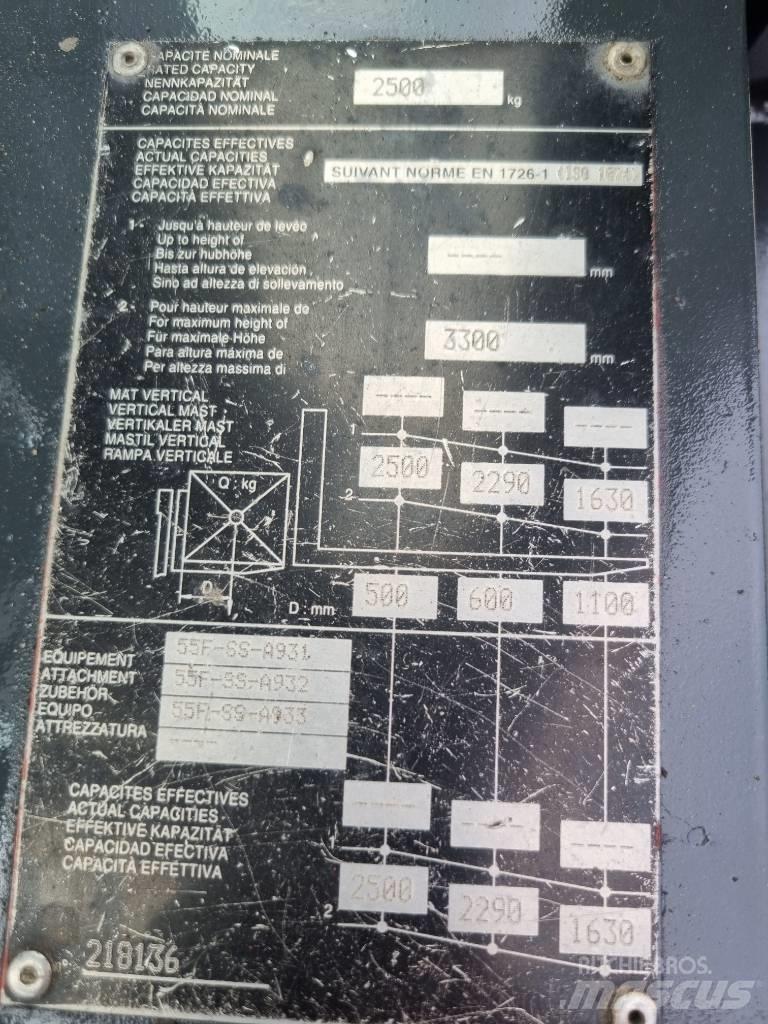 CAPACITE NOMINALE
RATED CAPACITY
NENNKAPAZITÄT
CAPACIDAD NOMINAL
CAPACITÀ NOMINALE
2500 kg
CAPACITES EFFECTIVES
ACTUAL CAPACITIES
EFFEKTIVE KAPAZITÄT
CAPACIDAD EFECTIVA
CAPACITÀ EFFETTIVA
SUIVANT NORME EN 1726-1
1 - Jusqu'à hauteur de levée
Up to height of
Bis zur hubhöhe
Hasta altura de elevación
Sino ad altezza di sollevamento
---- mm
2 - Pour hauteur maximale de
For maximum height of
Für maximale Höhe
Para altura máxima de
Per altezza massima di
3300 mm
MAT VERTICAL
VERTICAL MAST
VERTIKALER MAST
MASTIL VERTICAL
RAMPA VERTICALE
---- ---- ----
1
2500 2290 1630
2
Q : kg
D : mm
500 600 1100
EQUIPEMENT
ATTACHMENT
ZUBEHÖR
EQUIPO
ATTREZZATURA
55F-SS-A931
55F-SS-A932
55F-SS-A933
----
CAPACITES EFFECTIVES
ACTUAL CAPACITIES
EFFEKTIVE KAPAZITÄT
CAPACIDAD EFECTIVA
CAPACITÀ EFFETTIVA
---- ---- ----
2500 2290 1630
2
218136
RITCHIE BROS.
mascus